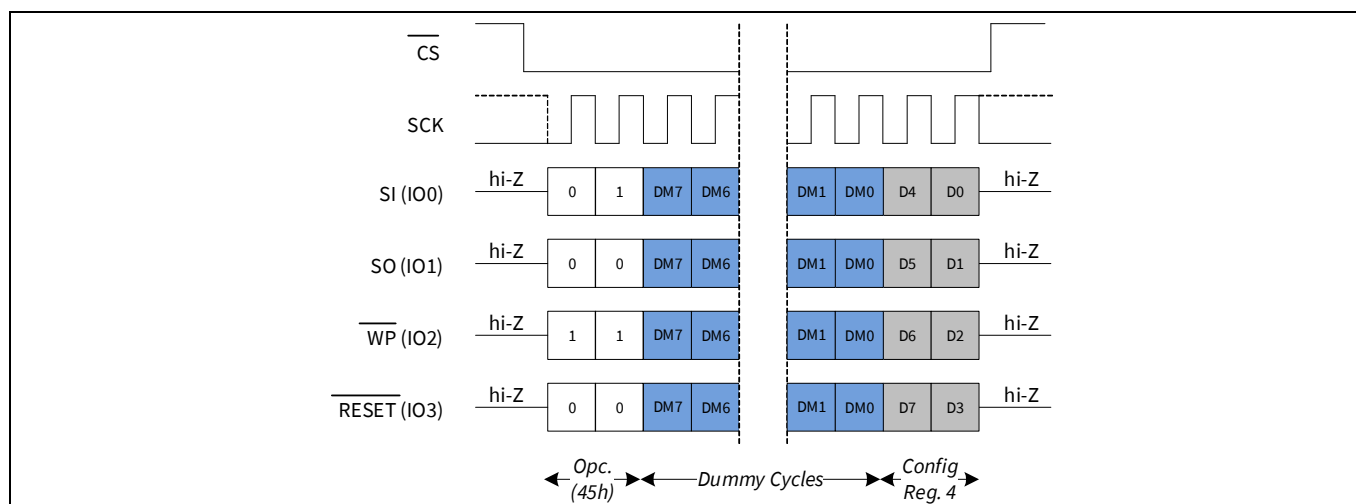 CS
SCK
hi-Z
SI (IO0)
0 1 DM7 DM6 DM1 DM0 D4 D0
hi-Z
hi-Z
SO (IO1)
0 0 DM7 DM6 DM1 DM0 D5 D1
hi-Z
hi-Z
WP (IO2)
1 1 DM7 DM6 DM1 DM0 D6 D2
hi-Z
hi-Z
RESET (IO3)
0 0 DM7 DM6 DM1 DM0 D7 D3
hi-Z
Opc.
(45h)
Dummy Cycles
Config
Reg. 4